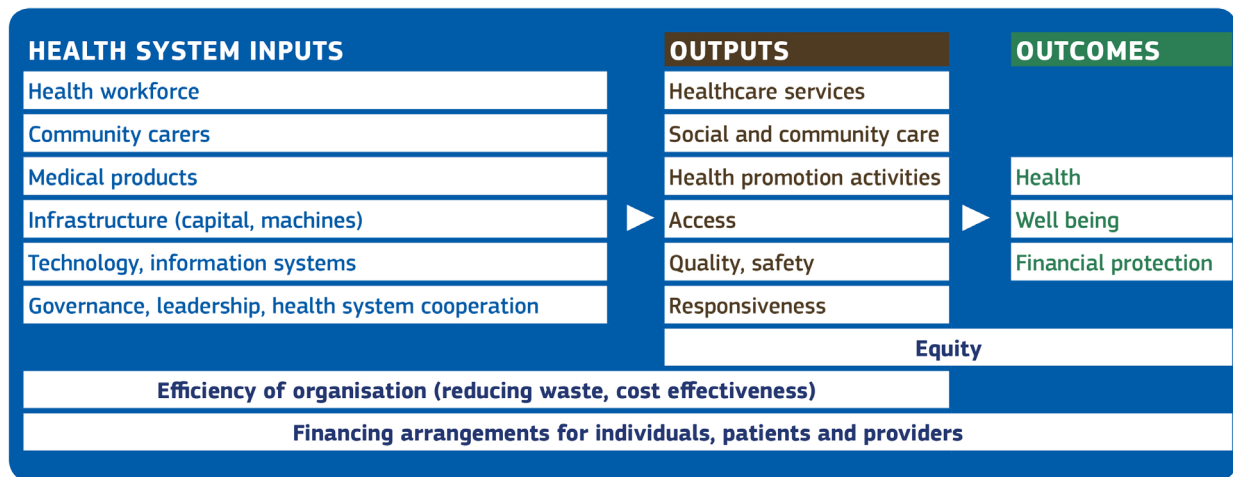 HEALTH SYSTEM INPUTS
Health workforce
Community carers
Medical products
Infrastructure (capital, machines)
Technology, information systems
Governance, leadership, health system cooperation
OUTPUTS
Healthcare services
Social and community care
Health promotion activities
Access
Quality, safety
Responsiveness
OUTCOMES
Health
Well being
Financial protection
Equity
Efficiency of organisation (reducing waste, cost effectiveness)
Financing arrangements for individuals, patients and providers